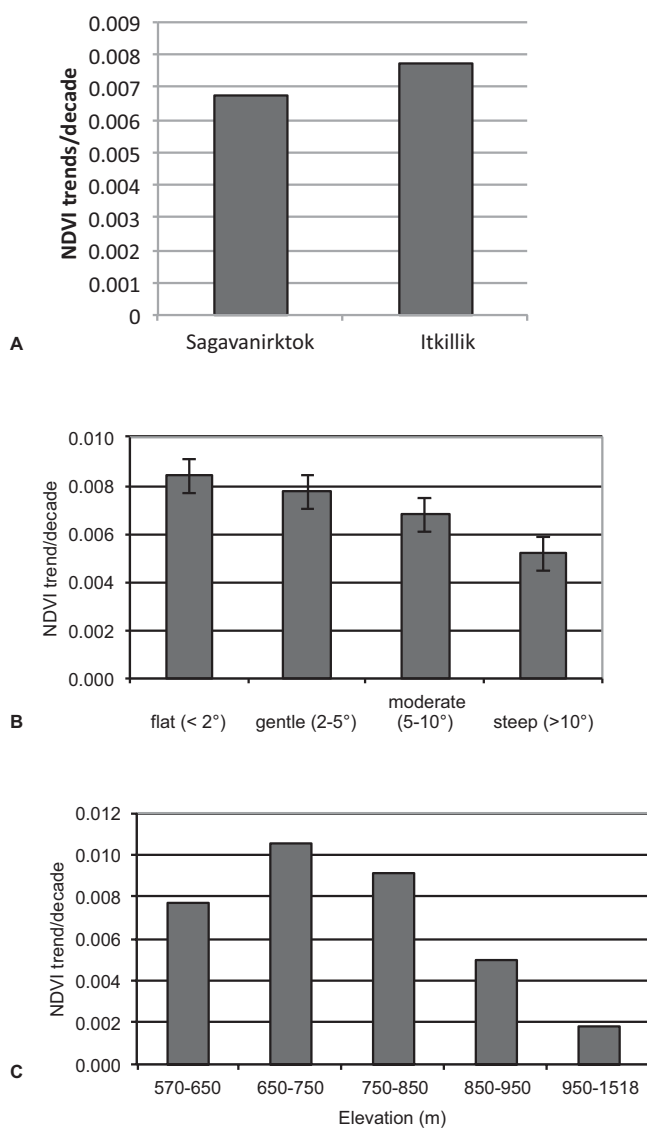 NDVI trends/decade
0.009
0.008
0.007
0.006
0.005
0.004
0.003
0.002
0.001
0
Sagavanirktok Itkillik
A
NDVI trend/decade
0.010
0.008
0.006
0.004
0.002
0.000
flat (< 2°) gentle (2-5°) moderate (5-10°) steep (>10°)
B
NDVI trend/decade
0.012
0.010
0.008
0.006
0.004
0.002
0.000
570-650 650-750 750-850 850-950 950-1518
C
Elevation (m)